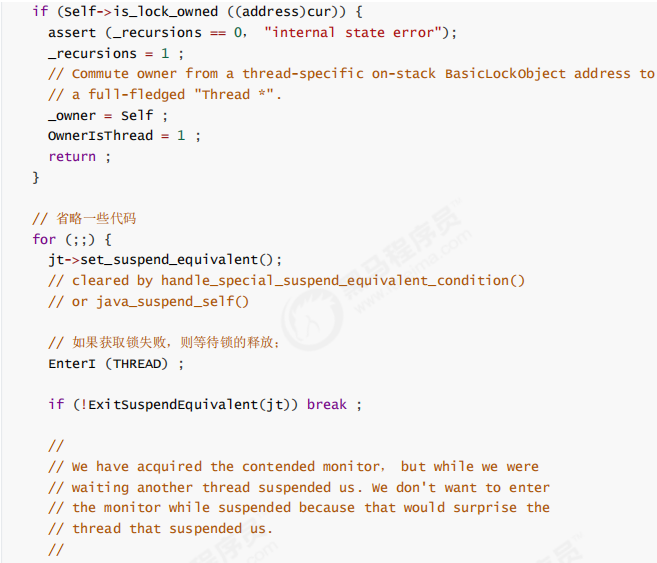 if (Self->is_lock_owned ((address)cur)) {
assert (_recursions == 0， "internal state error");
_recursions = 1 ;
// Commute owner from a thread-specific on-stack BasicLockObject address to
// a full-fledged "Thread *".
_owner = Self ;
OwnerIsThread = 1 ;
return ;
}
// 省略一些代码
for (;;) {
jt->set_suspend_equivalent();
// cleared by handle_special_suspend_equivalent_condition()
// or java_suspend_self()
// 如果获取锁失败，则等待锁的释放；
EnterI (THREAD) ;
if (!ExitSuspendEquivalent(jt)) break ;
//
// We have acquired the contended monitor， but while we were
// waiting another thread suspended us. We don't want to enter
// the monitor while suspended because that would surprise the
// thread that suspended us.
//